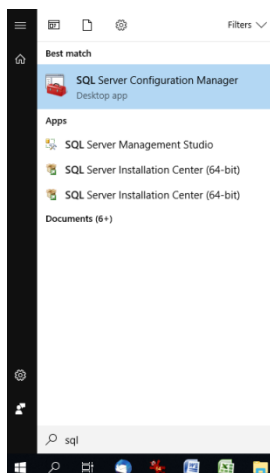 Filters
Best match
SQL Server Configuration Manager
Desktop app
Apps
SQL Server Management Studio
SQL Server Installation Center (64-bit)
SQL Server Installation Center (64-bit)
Documents (6+)
sql